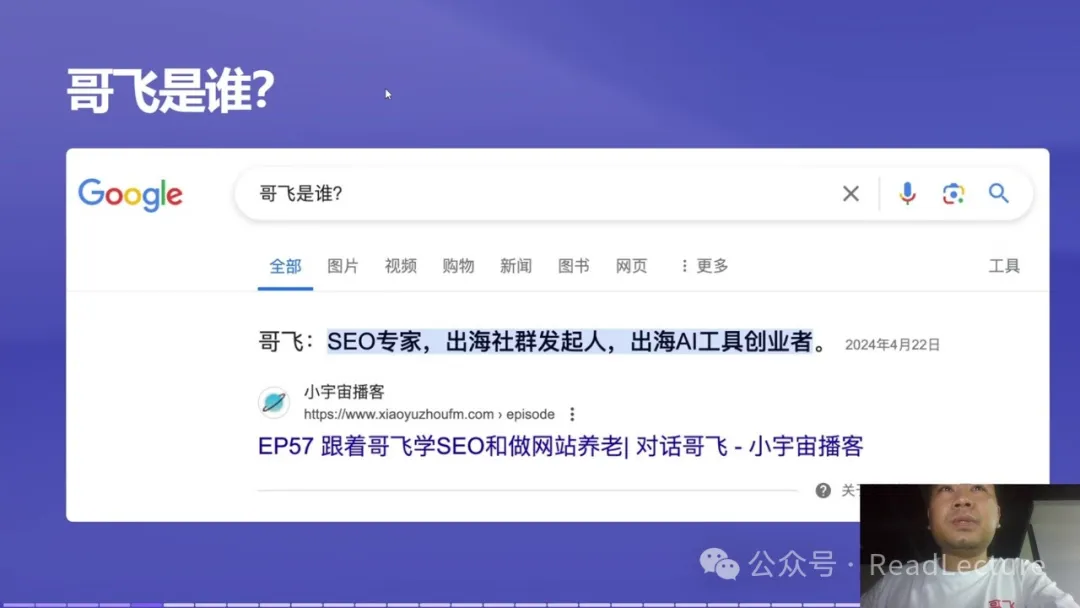 哥飞是谁?
Google
哥飞是谁?
全部 图片 视频 购物 新闻 图书 网页 更多 工具
哥飞：SEO专家，出海社群发起人，出海AI工具创业者。 2024年4月22日
小宇宙播客
https://www.xiaoyuzhoufm.com › episode
EP57 跟着哥飞学SEO和做网站养老| 对话哥飞 - 小宇宙播客
公众号 · ReadLecture
哥飞